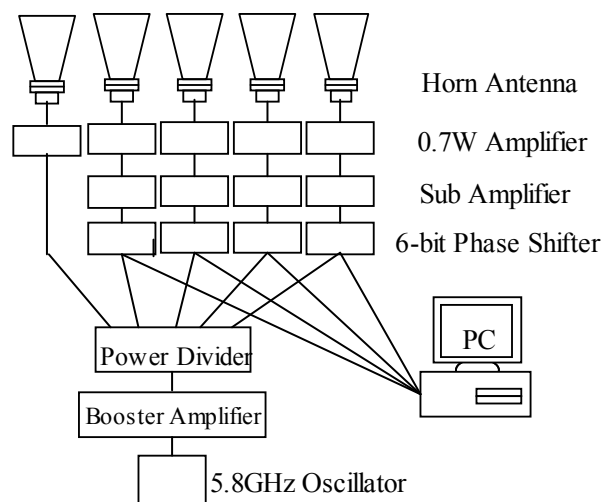 Horn Antenna
0.7W Amplifier
Sub Amplifier
6-bit Phase Shifter
PC
Power Divider
Booster Amplifier
5.8GHz Oscillator